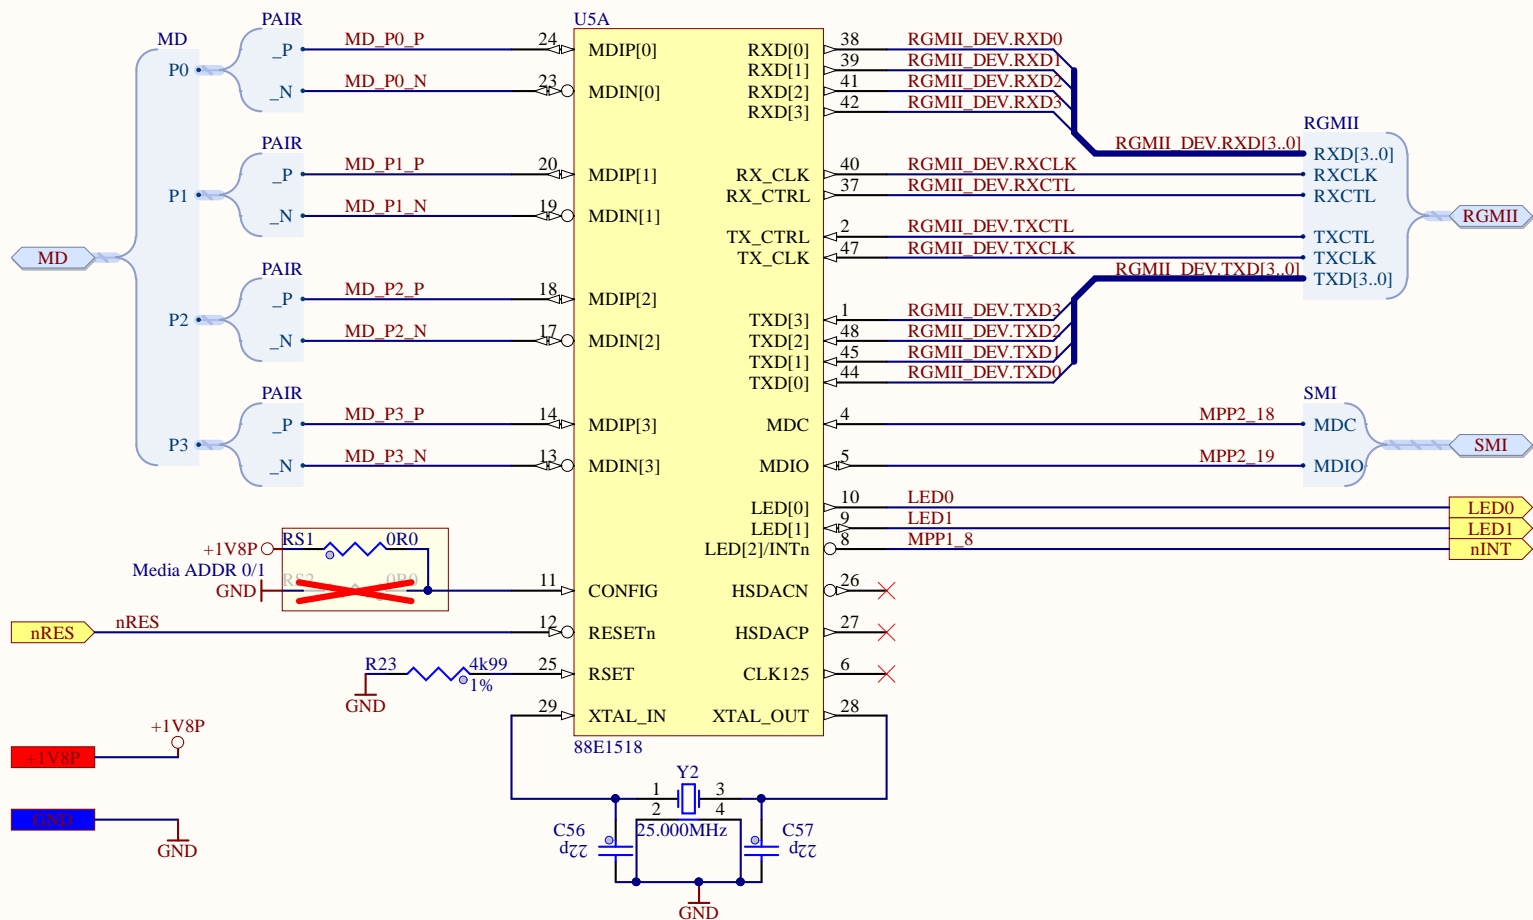 U5A
PAIR
MD
_P
MD_P0_P
24
MDIP[0]
RXD[0]
38
RGMII_DEV.RXD0
P0
RXD[1]
39
RGMII_DEV.RXD1
_N
MD_P0_N
23
MDIN[0]
RXD[2]
41
RGMII_DEV.RXD2
RXD[3]
42
RGMII_DEV.RXD3
RGMII
PAIR
RGMII_DEV.RXD[3..0]
RXD[3..0]
_P
MD_P1_P
20
MDIP[1]
RX_CLK
40
RGMII_DEV.RXCLK
RXCLK
P1
RX_CTRL
37
RGMII_DEV.RXCTL
RXCTL
_N
MD_P1_N
19
MDIN[1]
RGMII
TX_CTRL
2
RGMII_DEV.TXCTL
TXCTL
MD
TX_CLK
47
RGMII_DEV.TXCLK
TXCLK
PAIR
RGMII_DEV.TXD[3..0]
TXD[3..0]
_P
MD_P2_P
18
MDIP[2]
P2
TXD[3]
1
RGMII_DEV.TXD3
_N
MD_P2_N
17
MDIN[2]
TXD[2]
48
RGMII_DEV.TXD2
TXD[1]
45
RGMII_DEV.TXD1
TXD[0]
44
RGMII_DEV.TXD0
PAIR
SMI
_P
MD_P3_P
14
MDIP[3]
MDC
4
MPP2_18
MDC
P3
SMI
_N
MD_P3_N
13
MDIN[3]
MDIO
5
MPP2_19
MDIO
LED[0]
10
LED0
LED0
LED[1]
9
LED1
LED1
RS1
0R0
+1V8P
LED[2]/INTn
8
MPP1_8
nINT
Media ADDR 0/1
RS2
0R0
GND
11
CONFIG
HSDACN
26
nRES
nRES
12
RESETn
HSDACP
27
R23
4k99
1%
25
RSET
CLK125
6
GND
29
XTAL_IN
XTAL_OUT
28
+1V8P
88E1518
+1V8P
Y2
1
3
2
4
GND
C56
22p
25.000MHz
C57
22p
GND
GND